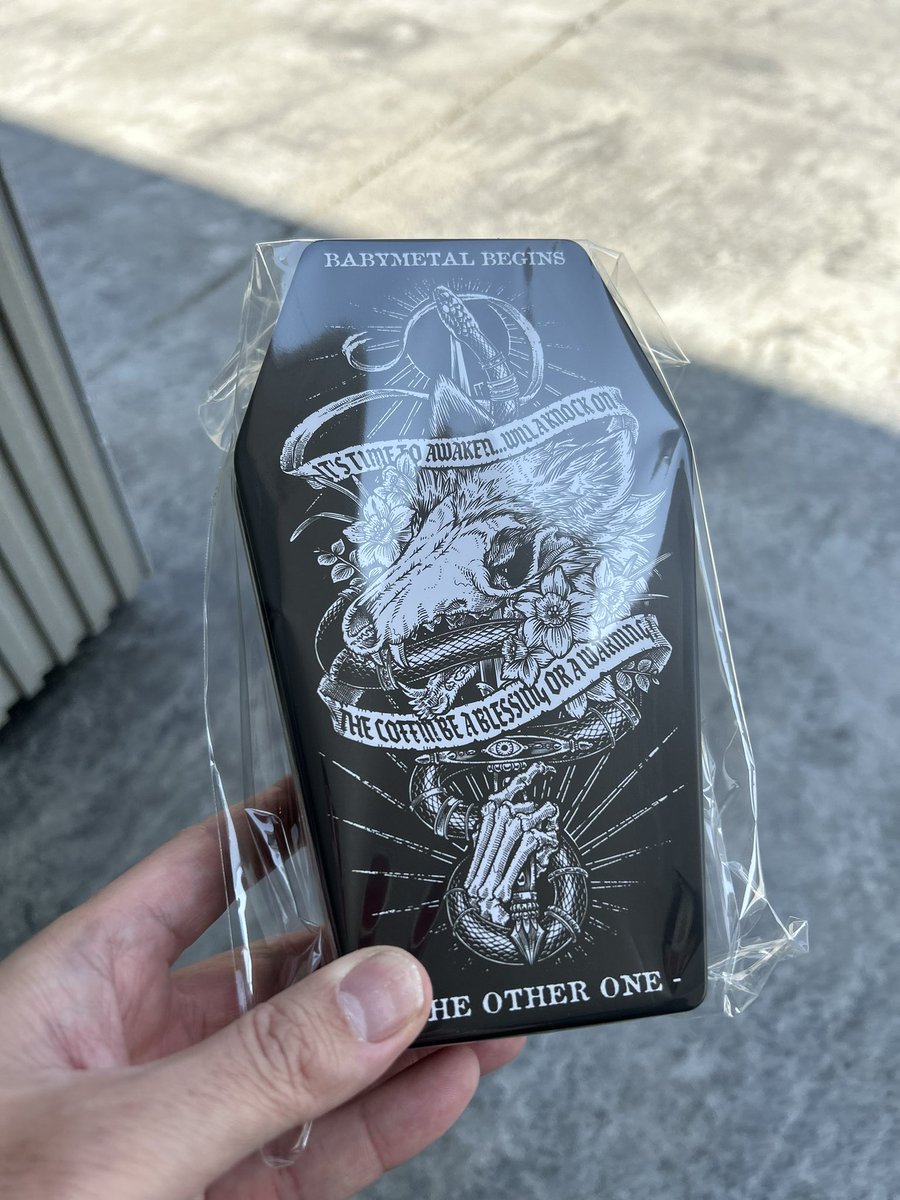 BABYMETAL BEGINS
IT'S TIME TO AWAKEN...WILL A KNOCK ON
THE COFFIN BE A BLESSING OR A WARNING
HE OTHER ONE -